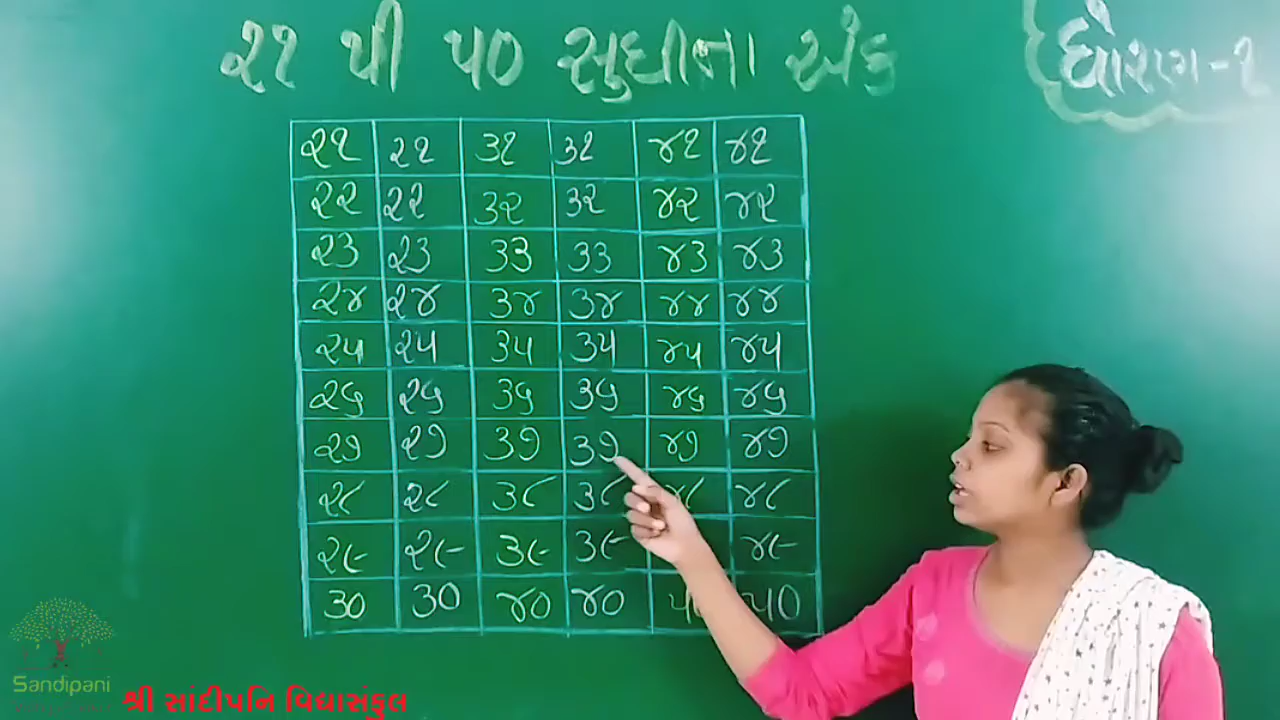 ૨૧ થી ૫૦ સુધીના અંક
ધોરણ-૧
૨૧ ૨૧ ૩૧ ૩૧ ૪૧ ૪૧
૨૨ ૨૨ ૩૨ ૩૨ ૪૨ ૪૨
૨૩ ૨૩ ૩૩ ૩૩ ૪૩ ૪૩
૨૪ ૨૪ ૩૪ ૩૪ ૪૪ ૪૪
૨૫ ૨૫ ૩૫ ૩૫ ૪૫ ૪૫
૨૬ ૨૬ ૩૬ ૩૬ ૪૬ ૪૬
૨૭ ૨૭ ૩૭ ૩૭ ૪૭ ૪૭
૨૮ ૨૮ ૩૮ ૩૮ ૪૮ ૪૮
૨૯ ૨૯ ૩૯ ૩૯ ૪૯
૩૦ ૩૦ ૪૦ ૪૦ ૫૦ ૫૦
Sandipani
શ્રી સાંદીપનિ વિદ્યાસંકુલ